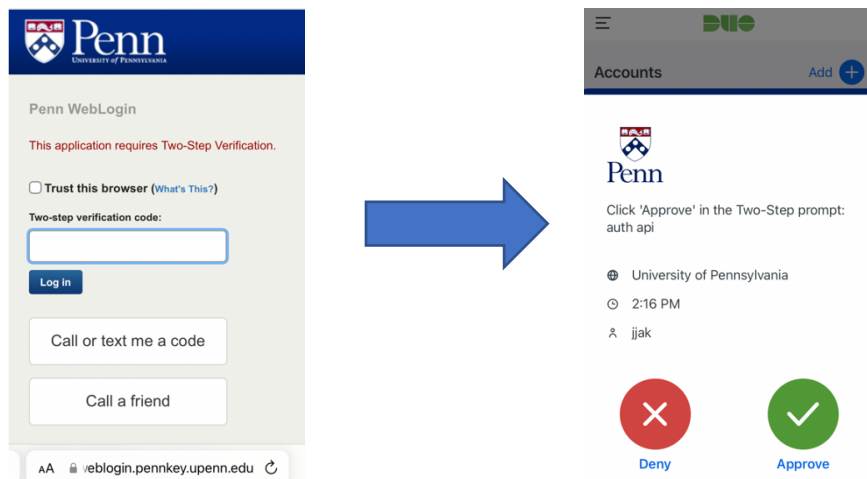 Penn
UNIVERSITY of PENNSYLVANIA
Penn WebLogin
This application requires Two-Step Verification.
Trust this browser (What's This?)
Two-step verification code:
Log in
Call or text me a code
Call a friend
AA eblogin.pennkey.upenn.edu
DUO
Accounts
Add
Penn
Click 'Approve' in the Two-Step prompt:
auth api
University of Pennsylvania
2:16 PM
jjak
Deny
Approve